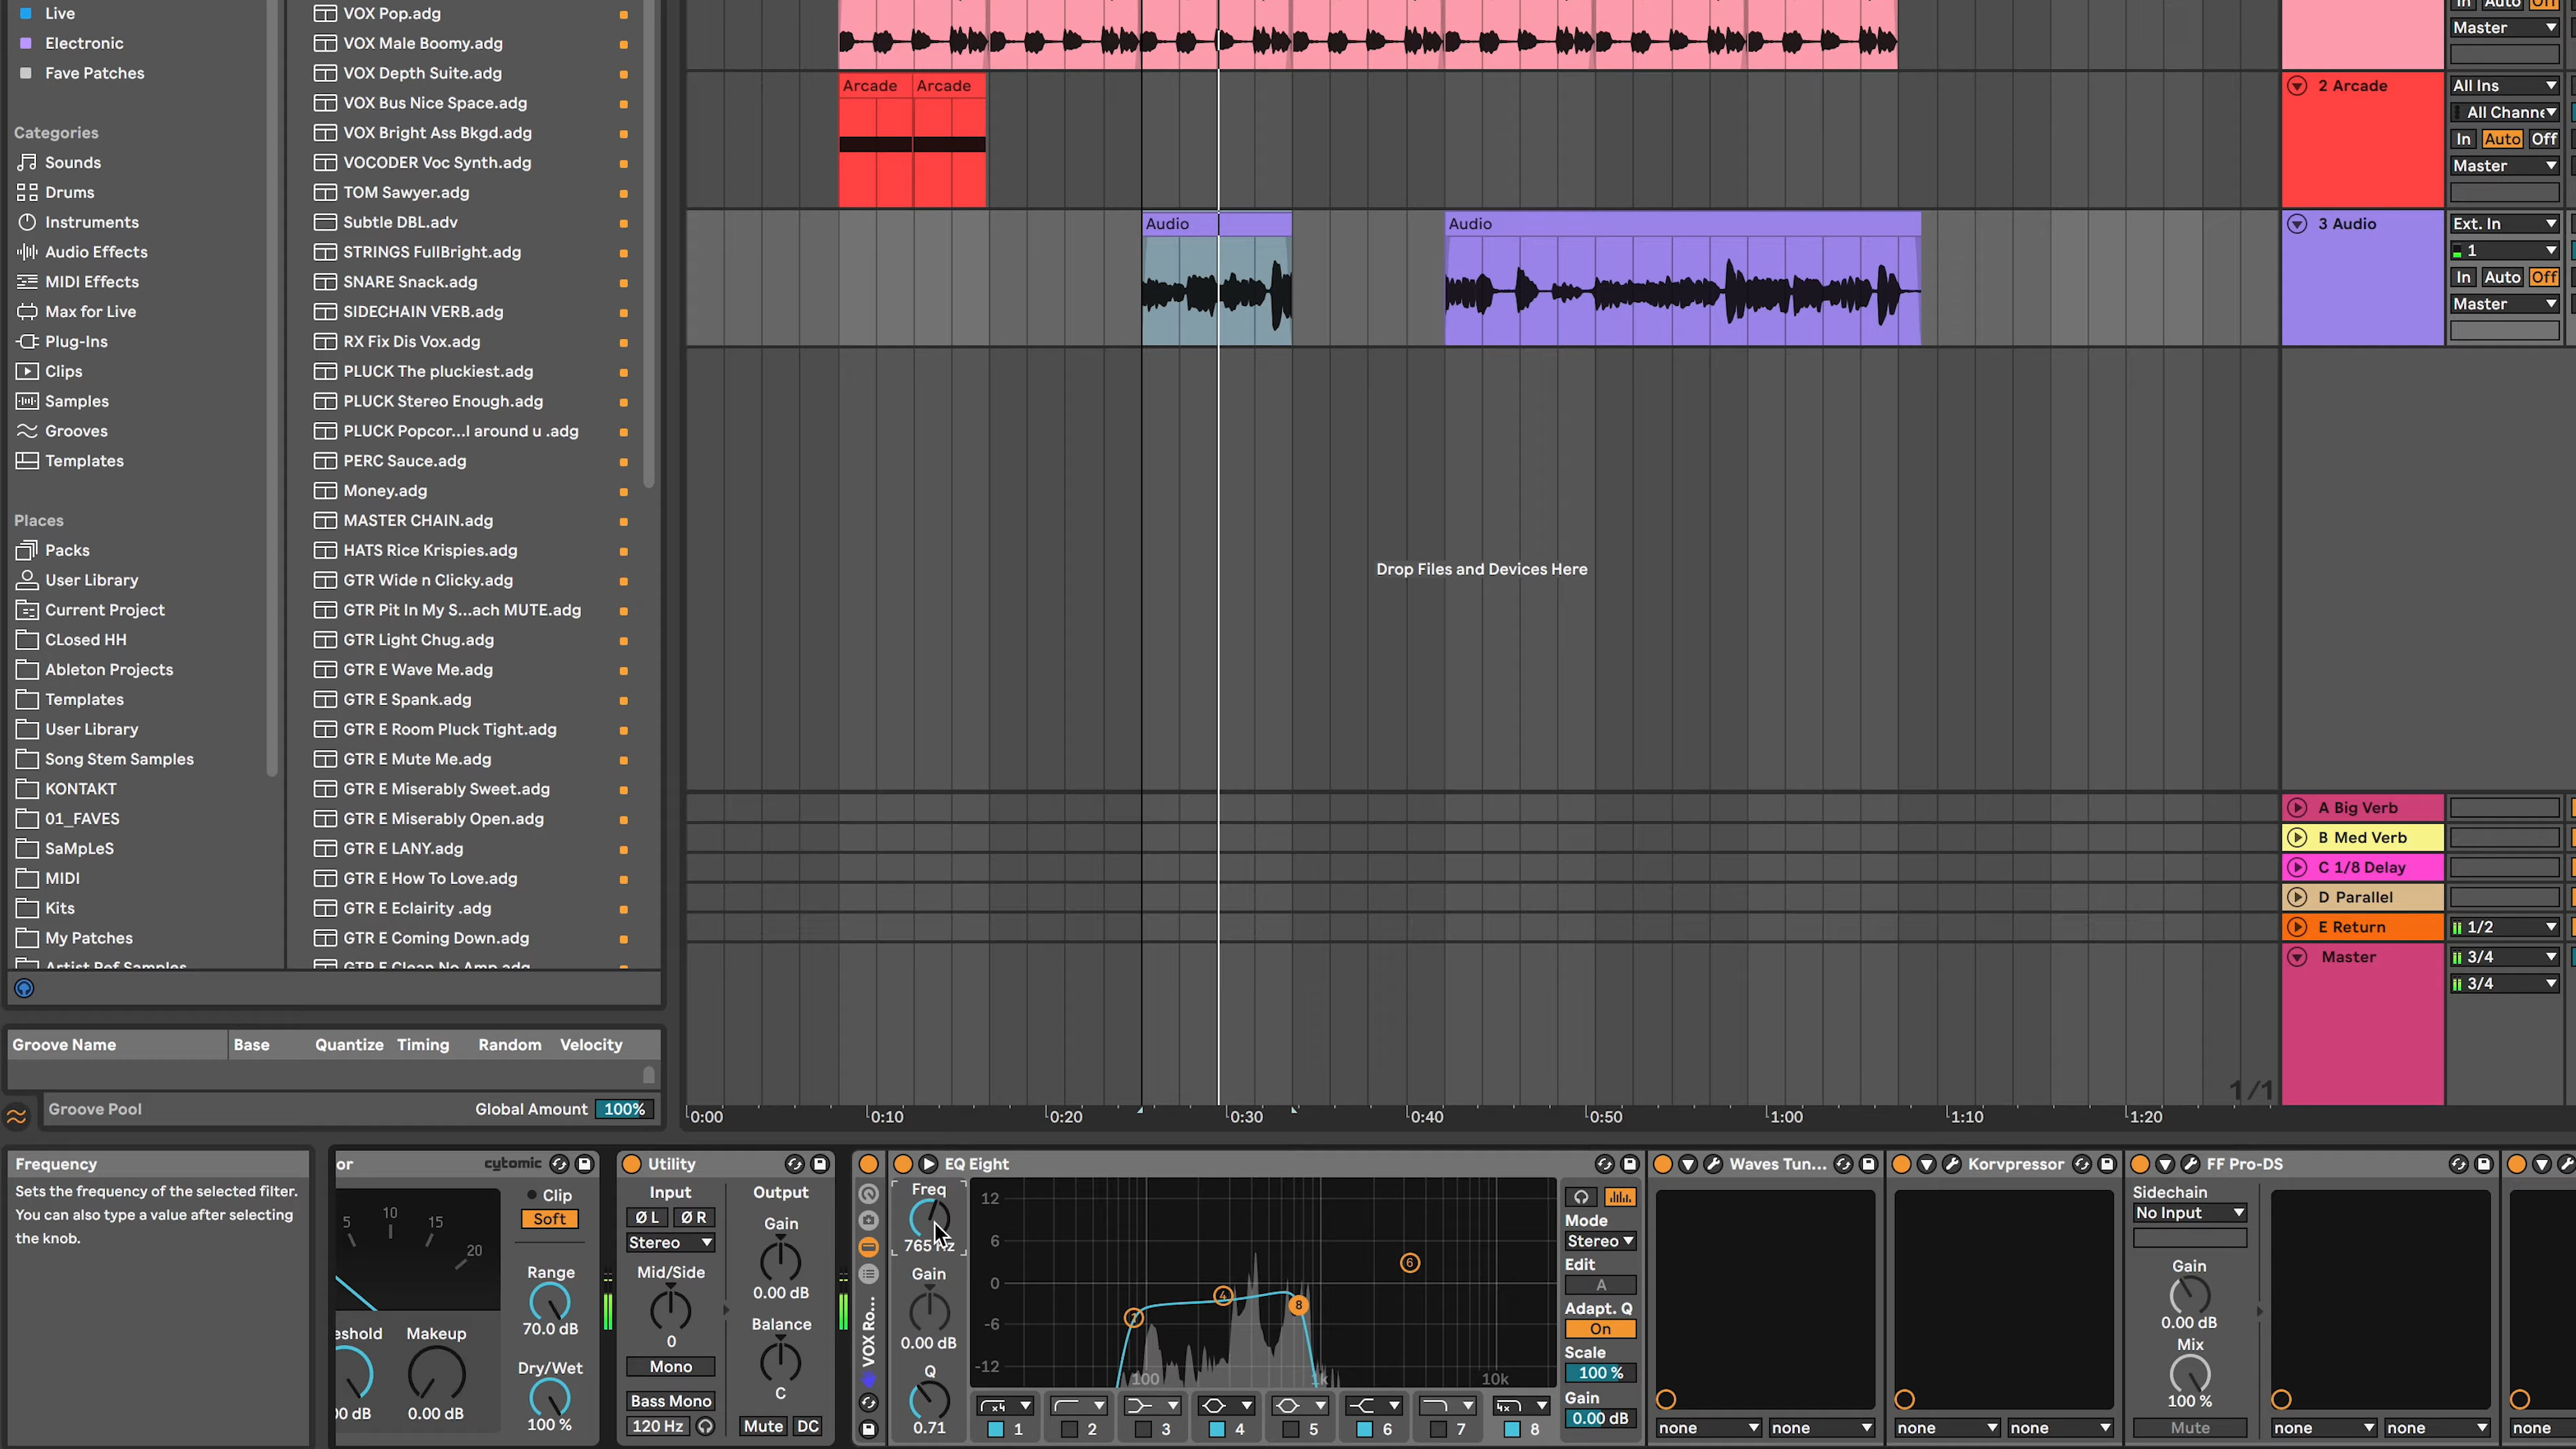 Live
Electronic
Fave Patches
Categories
Sounds
Drums
Instruments
Audio Effects
MIDI Effects
Max for Live
Plug-Ins
Clips
Samples
Grooves
Templates
Places
Packs
User Library
Current Project
CLosed HH
Ableton Projects
Templates
User Library
Song Stem Samples
KONTAKT
01_FAVES
SaMpLeS
MIDI
Kits
My Patches
Artist Ref Samples
VOX Pop.adg
VOX Male Boomy.adg
VOX Depth Suite.adg
VOX Bus Nice Space.adg
VOX Bright Ass Bkgd.adg
VOCODER Voc Synth.adg
TOM Sawyer.adg
Subtle DBL.adv
STRINGS FullBright.adg
SNARE Snack.adg
SIDECHAIN VERB.adg
RX Fix Dis Vox.adg
PLUCK The pluckiest.adg
PLUCK Stereo Enough.adg
PLUCK Popcor...l around u .adg
PERC Sauce.adg
Money.adg
MASTER CHAIN.adg
HATS Rice Krispies.adg
GTR Wide n Clicky.adg
GTR Pit In My S...ach MUTE.adg
GTR Light Chug.adg
GTR E Wave Me.adg
GTR E Spank.adg
GTR E Room Pluck Tight.adg
GTR E Mute Me.adg
GTR E Miserably Sweet.adg
GTR E Miserably Open.adg
GTR E LANY.adg
GTR E How To Love.adg
GTR E Eclairity .adg
GTR E Coming Down.adg
GTR E Clean No Amp.adg
Groove Name Base Quantize Timing Random Velocity
Groove Pool Global Amount 100%
Arcade Arcade
Audio Audio
Drop Files and Devices Here
1/1
0:00 0:10 0:20 0:30 0:40 0:50 1:00 1:10 1:20
In Auto Off
Master
2 Arcade All Ins
All Channe
In Auto Off
Master
3 Audio Ext. In
1
In Auto Off
Master
A Big Verb
B Med Verb
C 1/8 Delay
D Parallel
E Return 1/2
Master 3/4
3/4
Frequency
Sets the frequency of the selected filter.
You can also type a value after selecting
the knob.
or cytomic
5 10 15 20
Clip
Soft
Range
70.0 dB
eshold Makeup
Dry/Wet
00 dB 0.00 dB 100 %
Utility
Input Output
Ø L Ø R
Stereo
Gain
0.00 dB
Mid/Side
0
Balance
C
Mono
Bass Mono
120 Hz Mute DC
VOX Ro...
EQ Eight
Freq
765 Hz
Gain
0.00 dB
Q
0.71
12
6
0
-6
-12
100 1k 10k
1 4 8 6
x4 4x
1 2 3 4 5 6 7 8
Mode
Stereo
Edit
A
Adapt. Q
On
Scale
100 %
Gain
0.00 dB
Waves Tun...
none none
Korvpressor
none none
FF Pro-DS
Sidechain
No Input
Gain
0.00 dB
Mix
100 %
Mute none none
none